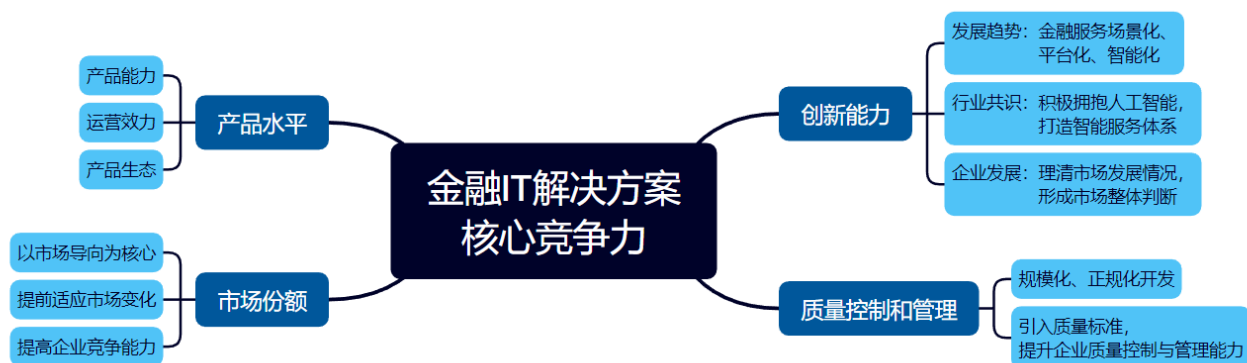 金融IT解决方案
核心竞争力
产品水平
产品能力
运营效力
产品生态
市场份额
以市场导向为核心
提前适应市场变化
提高企业竞争能力
创新能力
发展趋势：金融服务场景化、
平台化、智能化
行业共识：积极拥抱人工智能，
打造智能服务体系
企业发展：理清市场发展情况，
形成市场整体判断
质量控制和管理
规模化、正规化开发
引入质量标准，
提升企业质量控制与管理能力